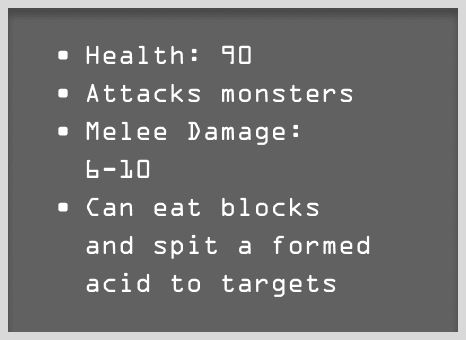 • Health: 90
• Attacks monsters
• Melee Damage:
6-10
• Can eat blocks
and spit a formed
acid to targets